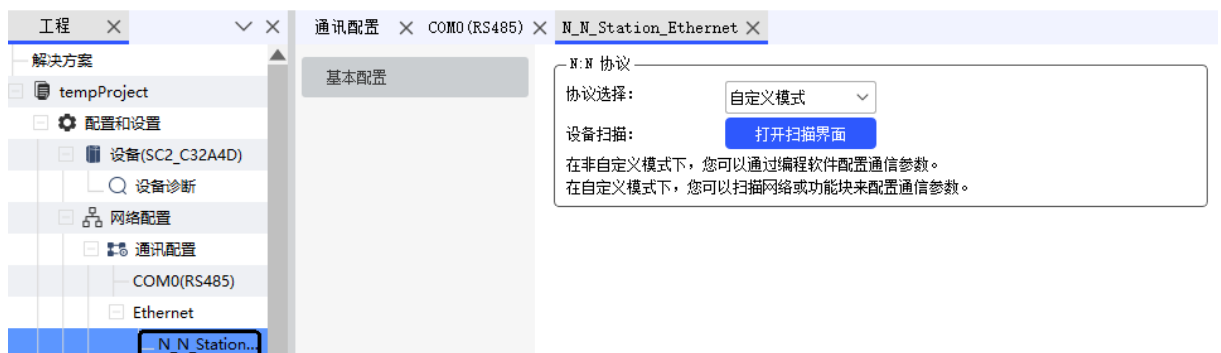 工程
解决方案
tempProject
配置和设置
设备(SC2_C32A4D)
设备诊断
网络配置
通讯配置
COM0(RS485)
Ethernet
N_N_Station...
通讯配置 COM0(RS485) N_N_Station_Ethernet
基本配置
N:N 协议
协议选择: 自定义模式
设备扫描: 打开扫描界面
在非自定义模式下，您可以通过编程软件配置通信参数。
在自定义模式下，您可以扫描网络或功能块来配置通信参数。